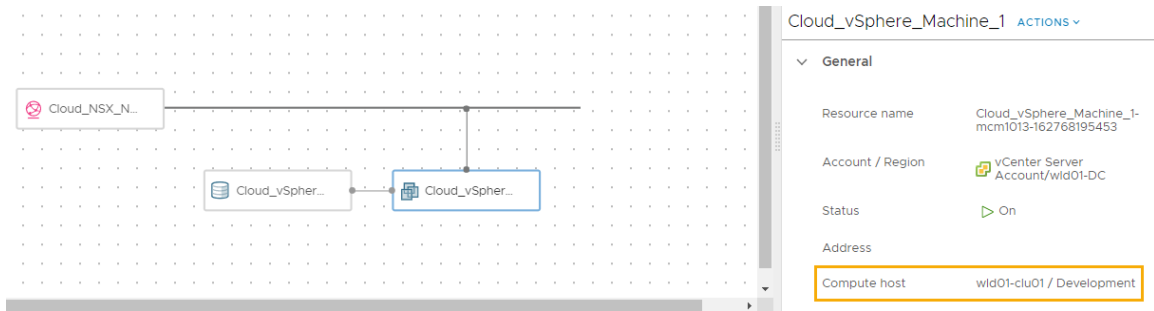 Cloud_NSX_N...
Cloud_vSpher...
Cloud_vSpher...
Cloud_vSphere_Machine_1 ACTIONS
General
Resource name
Cloud_vSphere_Machine_1-
mcm1013-162768195453
Account / Region
vCenter Server
Account/wld01-DC
Status
On
Address
Compute host
wld01-clu01 / Development